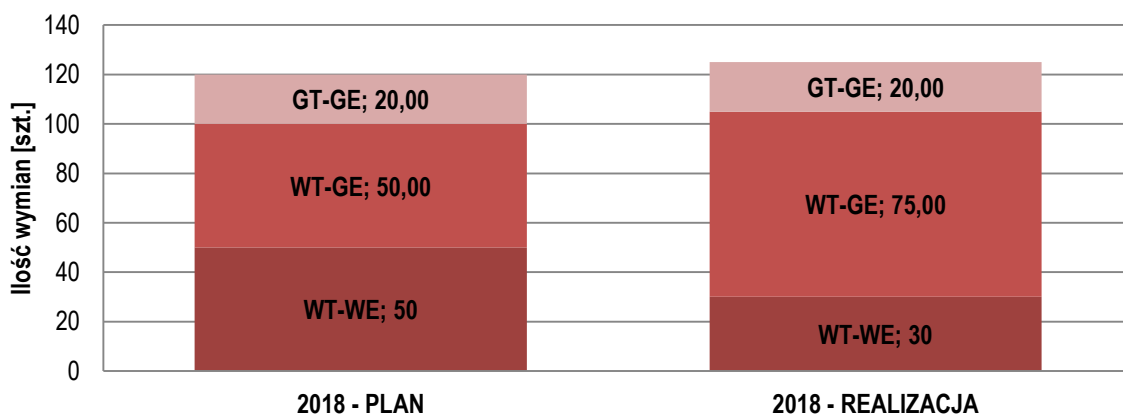 Ilość wymian [szt.]
140
120
100
80
60
40
20
0
GT-GE; 20,00
WT-GE; 50,00
WT-WE; 50
GT-GE; 20,00
WT-GE; 75,00
WT-WE; 30
2018 - PLAN
2018 - REALIZACJA